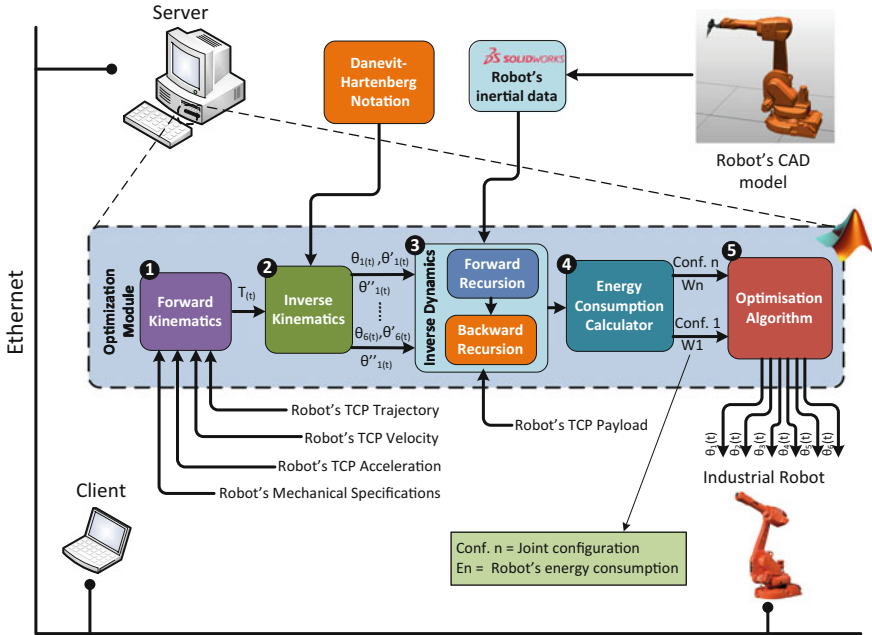 Server
Ethernet
Danevit-
Hartenberg
Notation
SOLIDWORKS
Robot's
inertial data
Robot's CAD
model
Optimization
Module
1
Forward
Kinematics
T(t)
2
Inverse
Kinematics
θ1(t),θ'1(t)
θ''1(t)
θ6(t),θ'6(t)
θ''1(t)
3
Inverse Dynamics
Forward
Recursion
Backward
Recursion
4
Energy
Consumption
Calculator
Conf. n
Wn
Conf. 1
W1
5
Optimisation
Algorithm
Robot's TCP Trajectory
Robot's TCP Velocity
Robot's TCP Acceleration
Robot's Mechanical Specifications
Robot's TCP Payload
θ1(t)
θ2(t)
θ3(t)
θ4(t)
θ5(t)
θ6(t)
Industrial Robot
Client
Conf. n = Joint configuration
En = Robot's energy consumption